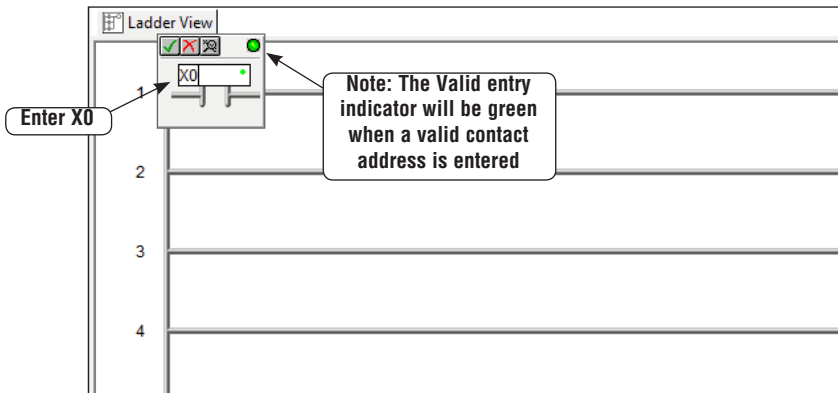 Ladder View
X0
1
Enter X0
Note: The Valid entry
indicator will be green
when a valid contact
address is entered
2
3
4